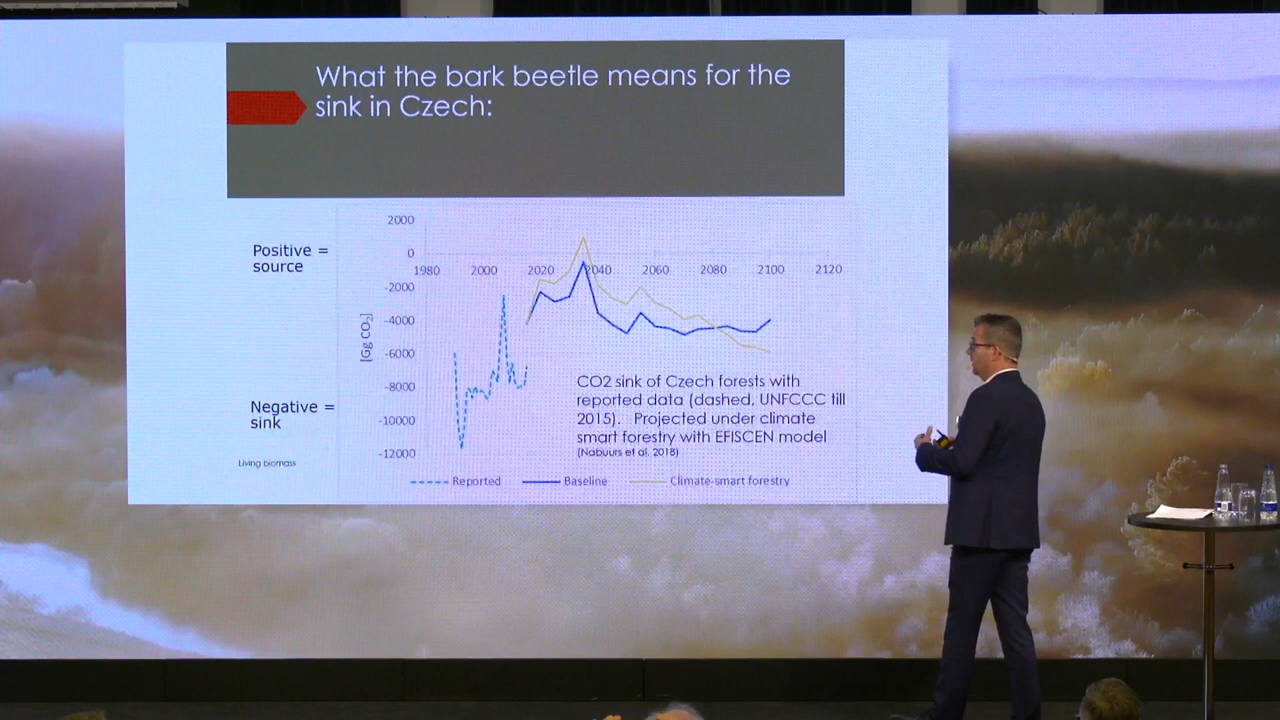 What the bark beetle means for the
sink in Czech:
Positive =
source
Negative =
sink
Living biomass
[Gg CO2]
2000
0
-2000
-4000
-6000
-8000
-10000
-12000
1980 2000 2020 2040 2060 2080 2100 2120
CO2 sink of Czech forests with
reported data (dashed, UNFCCC till
2015). Projected under climate
smart forestry with EFISCEN model
(Nabuurs et al. 2018)
Reported Baseline Climate-smart forestry